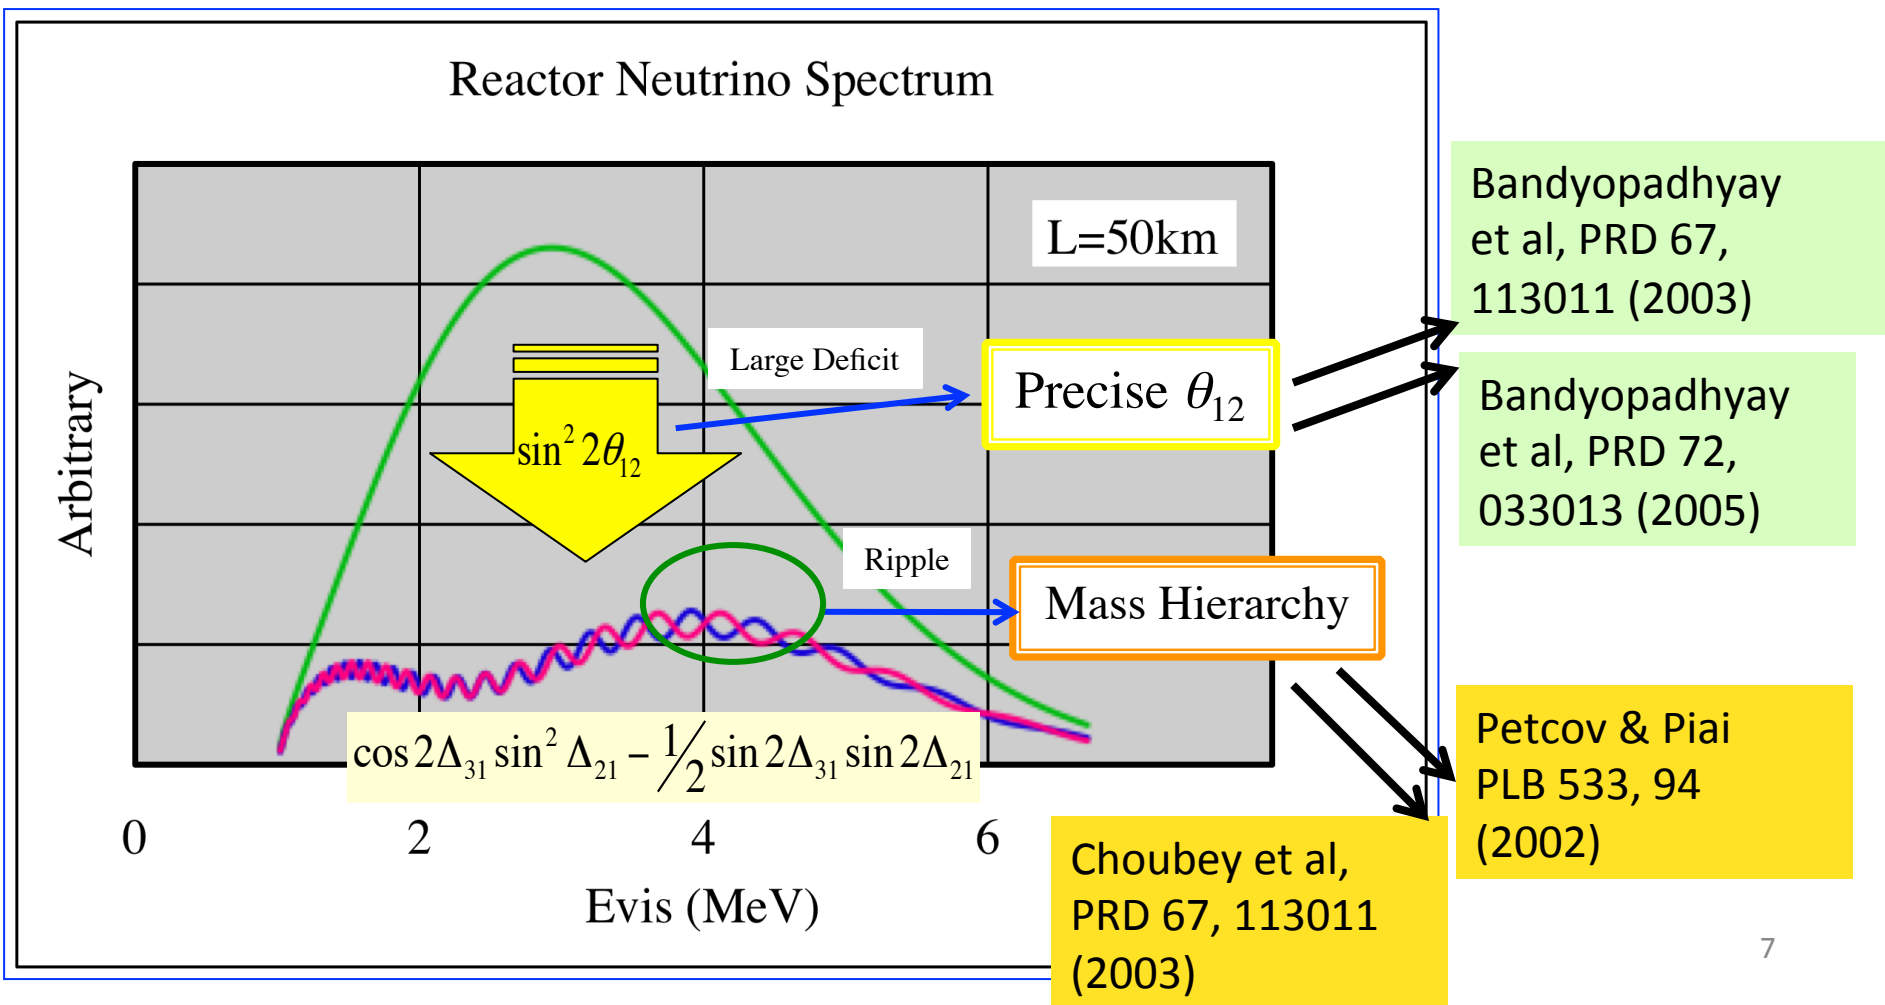 Reactor Neutrino Spectrum
L=50km
Large Deficit
Precise θ₁₂
sin² 2θ₁₂
Ripple
Mass Hierarchy
cos 2Δ₃₁ sin² Δ₂₁ − 1/2 sin 2Δ₃₁ sin 2Δ₂₁
Arbitrary
0 2 4 6
Evis (MeV)
Bandyopadhyay
et al, PRD 67,
113011 (2003)
Bandyopadhyay
et al, PRD 72,
033013 (2005)
Petcov & Piai
PLB 533, 94
(2002)
Choubey et al,
PRD 67, 113011
(2003)
7